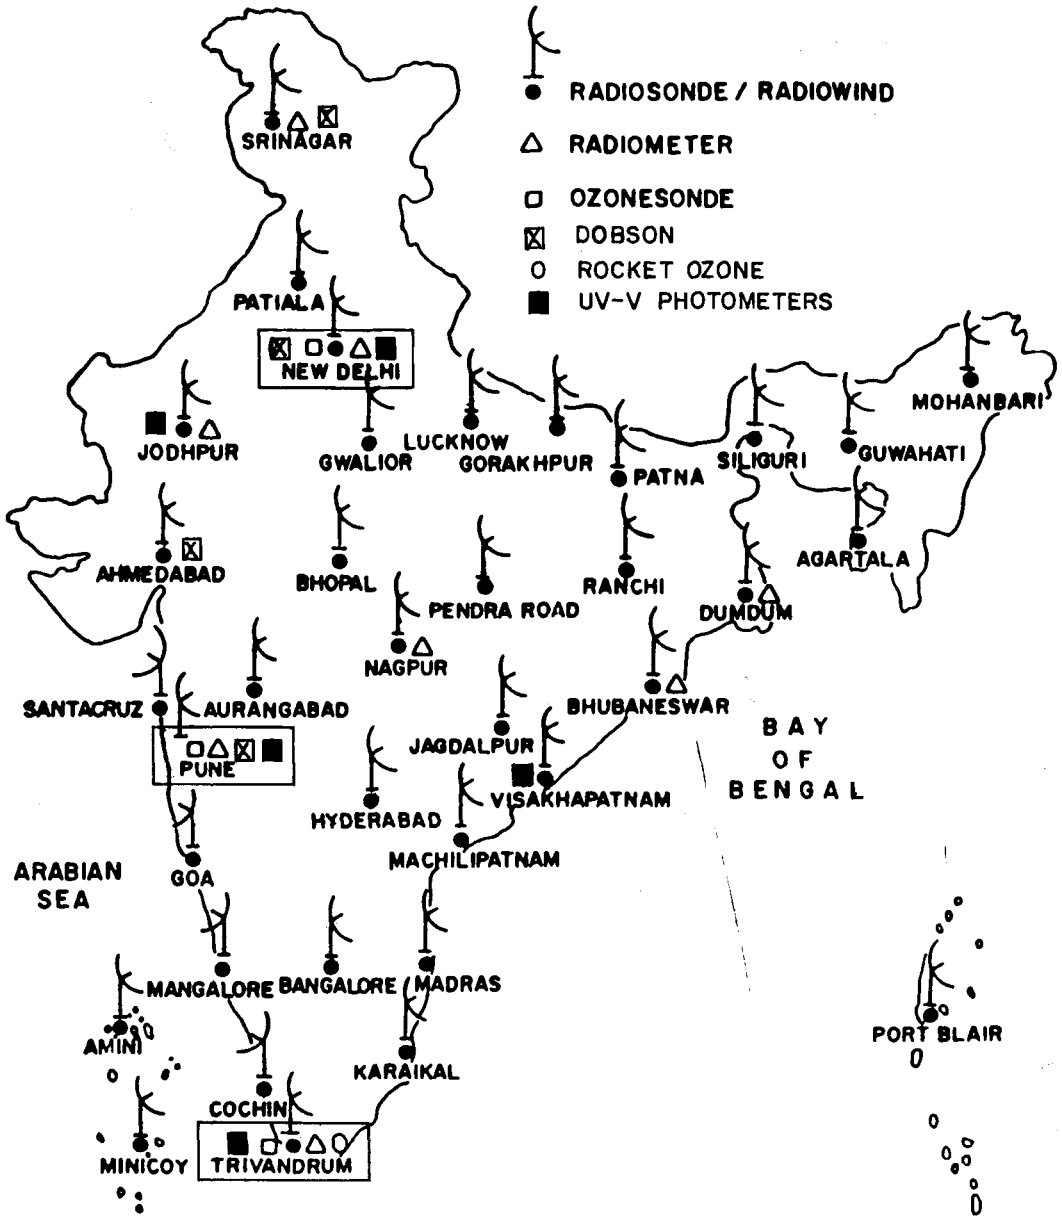 RADIOSONDE / RADIOWIND
RADIOMETER
OZONESONDE
DOBSON
ROCKET OZONE
UV-V PHOTOMETERS
SRINAGAR
PATIALA
NEW DELHI
MOHANBARI
JODHPUR
GWALIOR
LUCKNOW
GORAKHPUR
PATNA
SILIGURI
GUWAHATI
AHMEDABAD
BHOPAL
PENDRA ROAD
RANCHI
AGARTALA
DUMDUM
NAGPUR
SANTACRUZ
AURANGABAD
BHUBANESWAR
JAGDALPUR
PUNE
VISAKHAPATNAM
HYDERABAD
MACHILIPATNAM
BAY
OF
BENGAL
ARABIAN
SEA
GOA
MANGALORE
BANGALORE
MADRAS
AMINI
KARAIKAL
PORT BLAIR
COCHIN
MINICOY
TRIVANDRUM